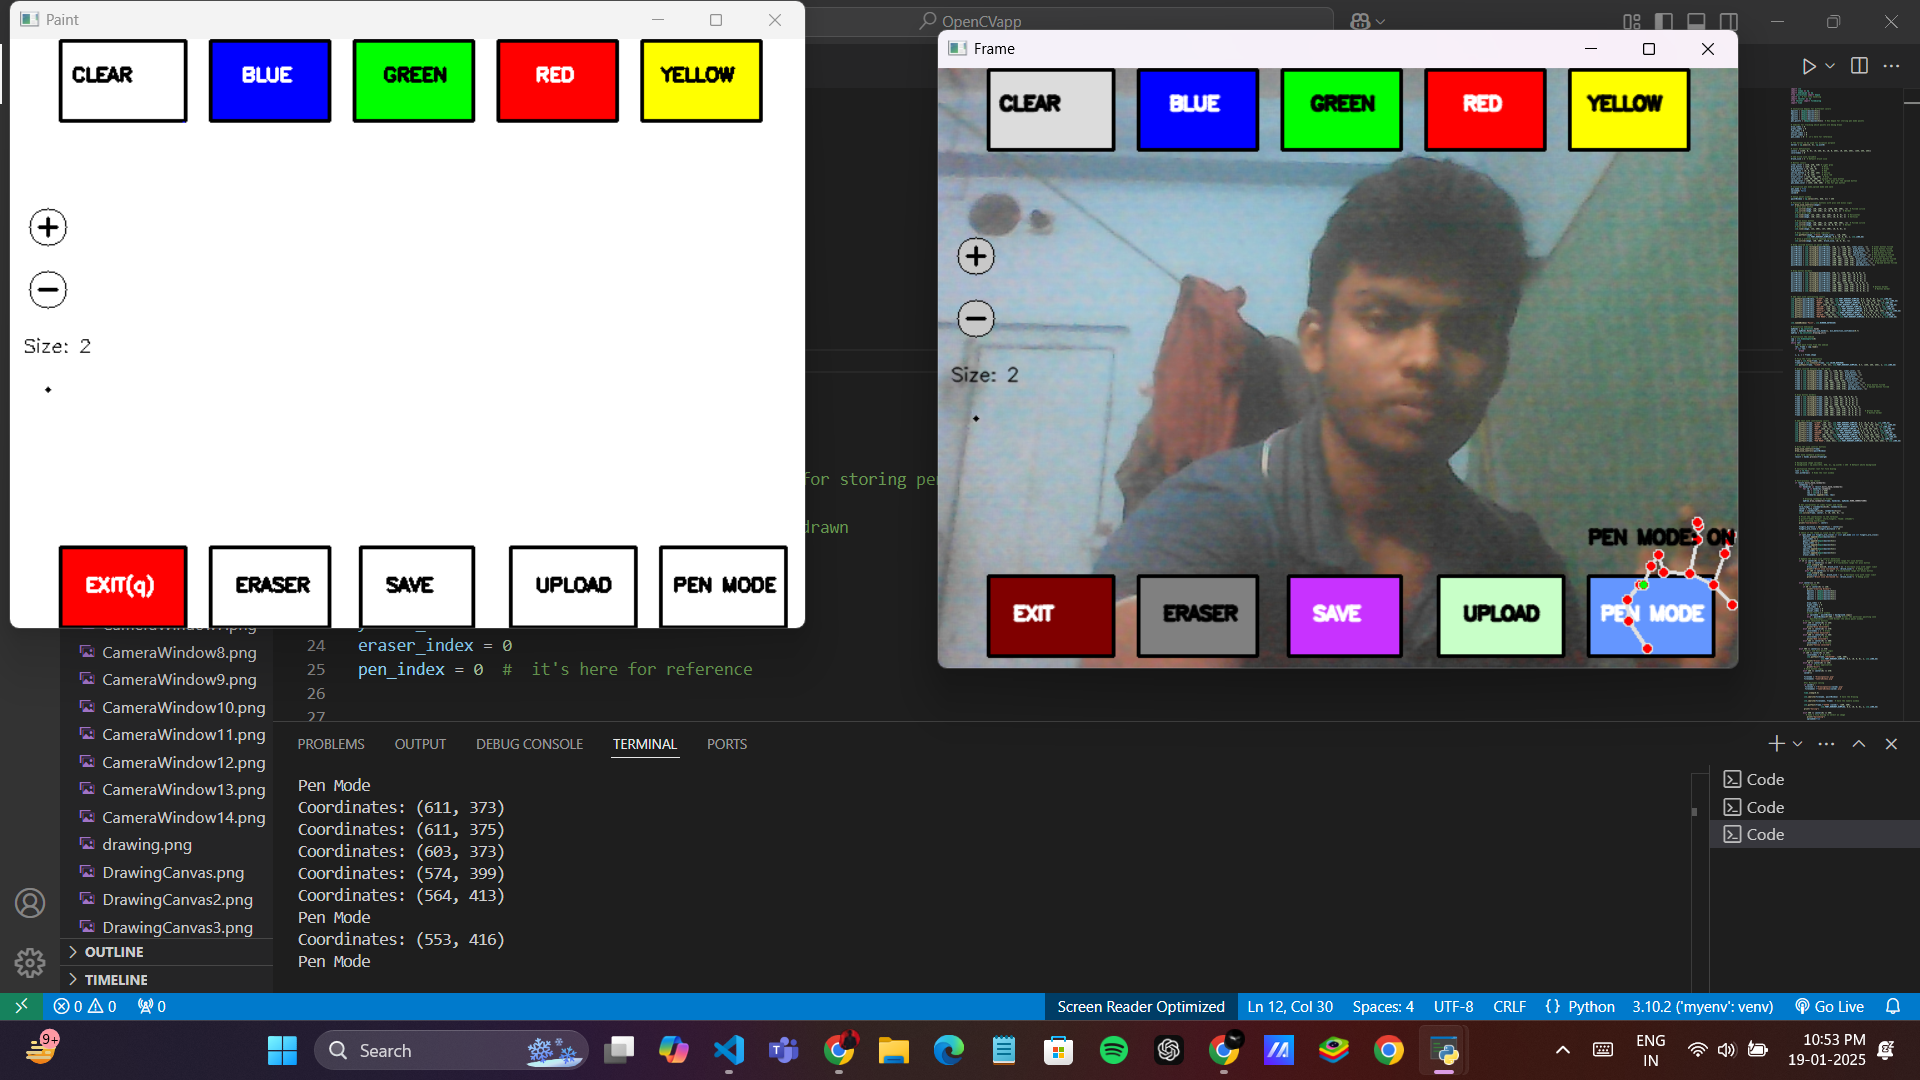 Paint
CLEAR
BLUE
GREEN
RED
YELLOW
Size: 2
EXIT(q)
ERASER
SAVE
UPLOAD
PEN MODE
OpenCVapp
Frame
CLEAR
BLUE
GREEN
RED
YELLOW
Size: 2
PEN MODE: ON
EXIT
ERASER
SAVE
UPLOAD
PEN MODE
for storing pe
drawn
24 eraser_index = 0
25 pen_index = 0 # it's here for reference
26
27
CameraWindow8.png
CameraWindow9.png
CameraWindow10.png
CameraWindow11.png
CameraWindow12.png
CameraWindow13.png
CameraWindow14.png
drawing.png
DrawingCanvas.png
DrawingCanvas2.png
DrawingCanvas3.png
OUTLINE
TIMELINE
PROBLEMS OUTPUT DEBUG CONSOLE TERMINAL PORTS
Pen Mode
Coordinates: (611, 373)
Coordinates: (611, 375)
Coordinates: (603, 373)
Coordinates: (574, 399)
Coordinates: (564, 413)
Pen Mode
Coordinates: (553, 416)
Pen Mode
Code
Code
Code
0 0 0
Screen Reader Optimized Ln 12, Col 30 Spaces: 4 UTF-8 CRLF {} Python 3.10.2 ('myenv': venv) Go Live
9+
Search
ENG
IN
10:53 PM
19-01-2025